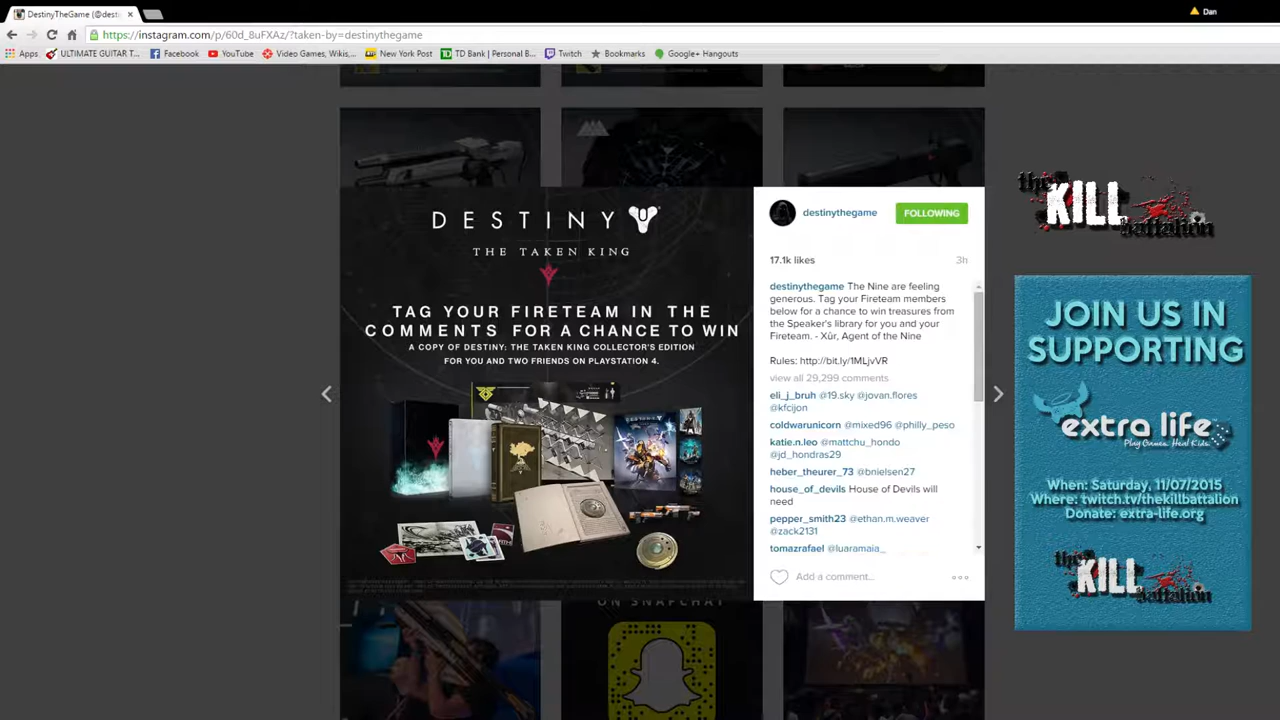 DestinyTheGame (@desti
Dan
https://instagram.com/p/60d_8uFXAz/?taken-by=destinythegame
Apps ULTIMATE GUITAR T... Facebook YouTube Video Games, Wikis,... New York Post TD Bank | Personal B... Twitch Bookmarks Google+ Hangouts
DESTINY
THE TAKEN KING
TAG YOUR FIRETEAM IN THE
COMMENTS FOR A CHANCE TO WIN
A COPY OF DESTINY: THE TAKEN KING COLLECTOR'S EDITION
FOR YOU AND TWO FRIENDS ON PLAYSTATION 4.
DESTINY
destinythegame FOLLOWING
17.1k likes 3h
destinythegame The Nine are feeling
generous. Tag your Fireteam members
below for a chance to win treasures from
the Speaker's library for you and your
Fireteam. - Xûr, Agent of the Nine
Rules: http://bit.ly/1MLjvVR
view all 29,299 comments
eli_j_bruh @19.sky @jovan.flores
@kfcijon
coldwarunicorn @mixed96 @philly_peso
katie.n.leo @mattchu_hondo
@jd_hondras29
heber_theurer_73 @bnielsen27
house_of_devils House of Devils will
need
pepper_smith23 @ethan.m.weaver
@zack2131
tomazrafael @luaramaia_
Add a comment...
ON SNAPCHAT
the KILL
battalion
JOIN US IN
SUPPORTING
extra life
Play Games. Heal Kids.
When: Saturday, 11/07/2015
Where: twitch.tv/thekillbattalion
Donate: extra-life.org
the KILL
battalion